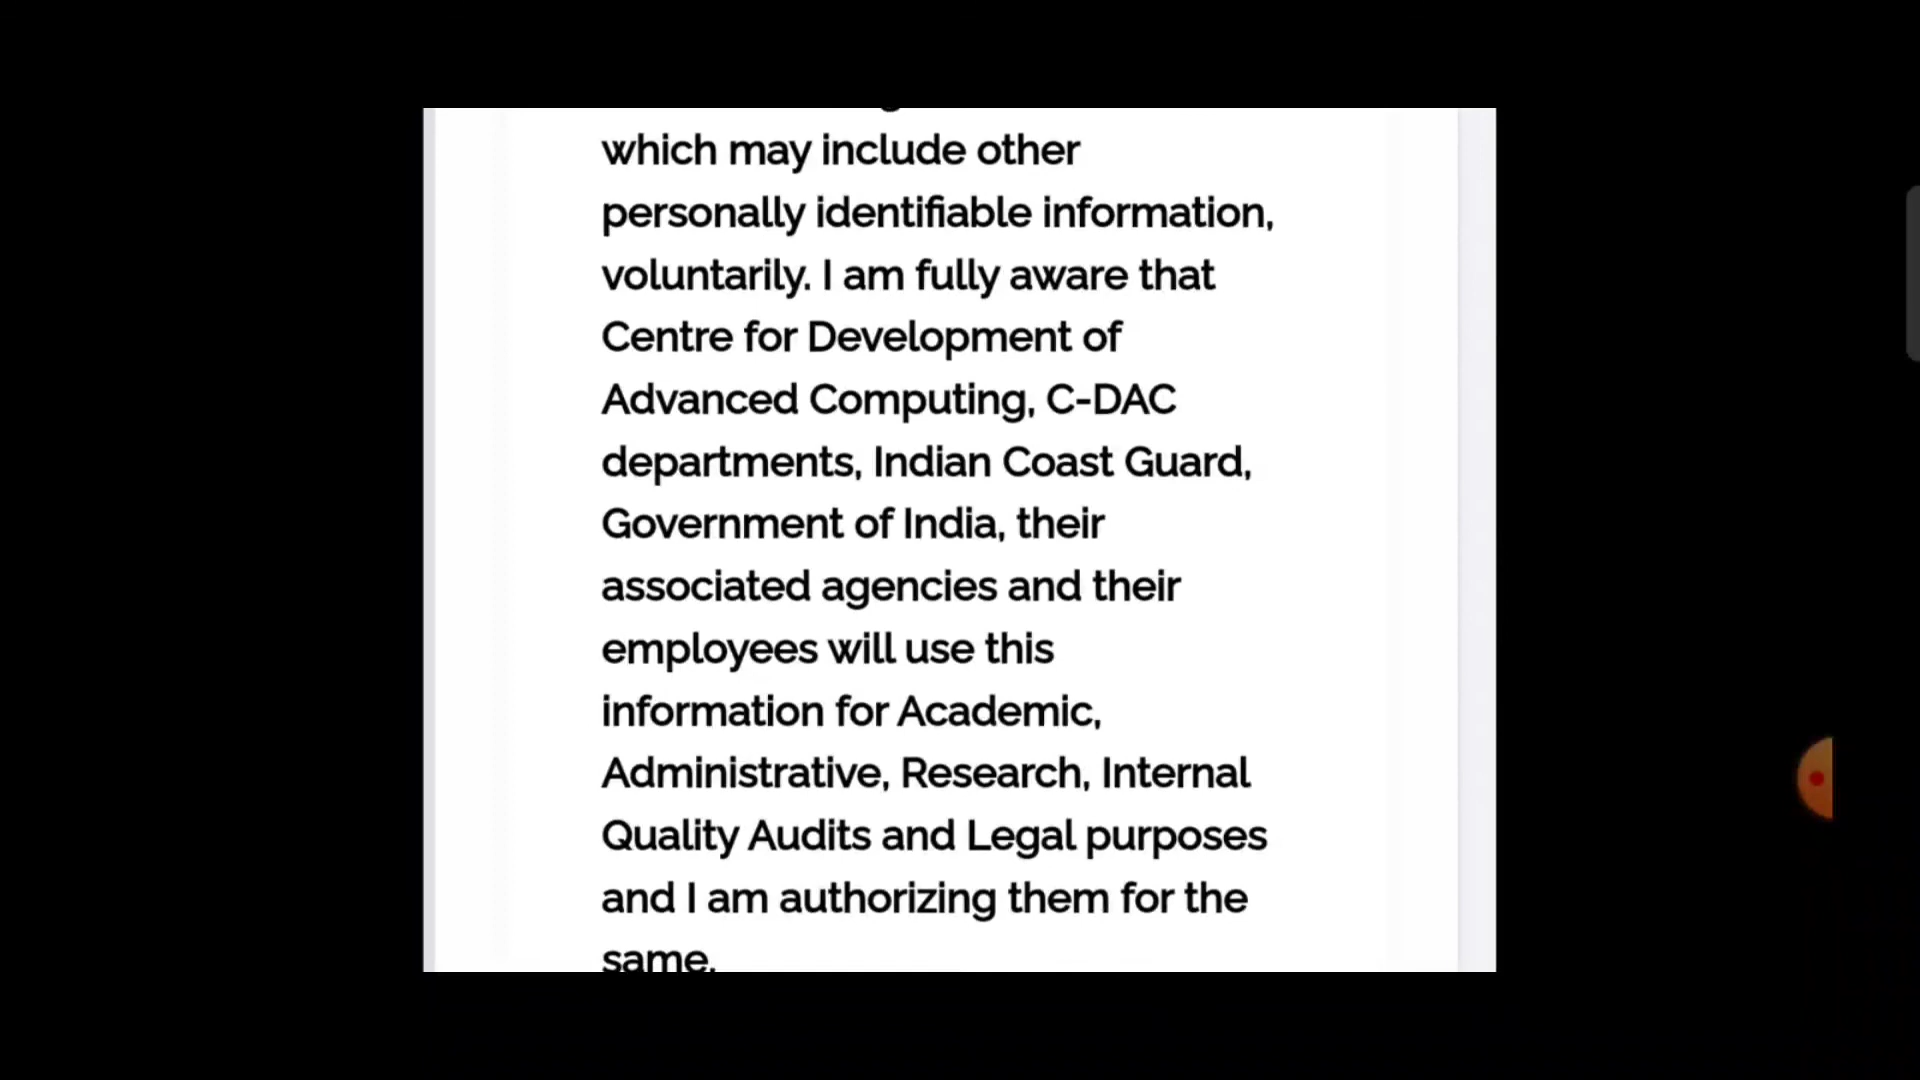 which may include other
personally identifiable information,
voluntarily. I am fully aware that
Centre for Development of
Advanced Computing, C-DAC
departments, Indian Coast Guard,
Government of India, their
associated agencies and their
employees will use this
information for Academic,
Administrative, Research, Internal
Quality Audits and Legal purposes
and I am authorizing them for the
same.